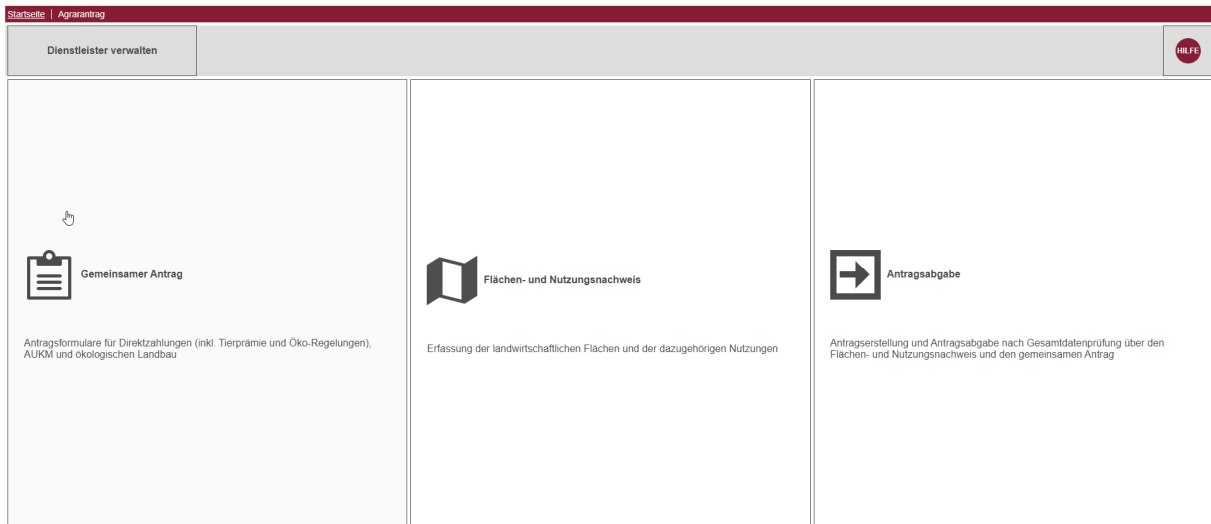 Startseite | Agrarantrag
Dienstleister verwalten
HILFE
Gemeinsamer Antrag
Antragsformulare für Direktzahlungen (inkl. Tierprämie und Öko-Regelungen),
AUKM und ökologischen Landbau
Flächen- und Nutzungsnachweis
Erfassung der landwirtschaftlichen Flächen und der dazugehörigen Nutzungen
Antragsabgabe
Antragserstellung und Antragsabgabe nach Gesamtdatenprüfung über den
Flächen- und Nutzungsnachweis und den gemeinsamen Antrag